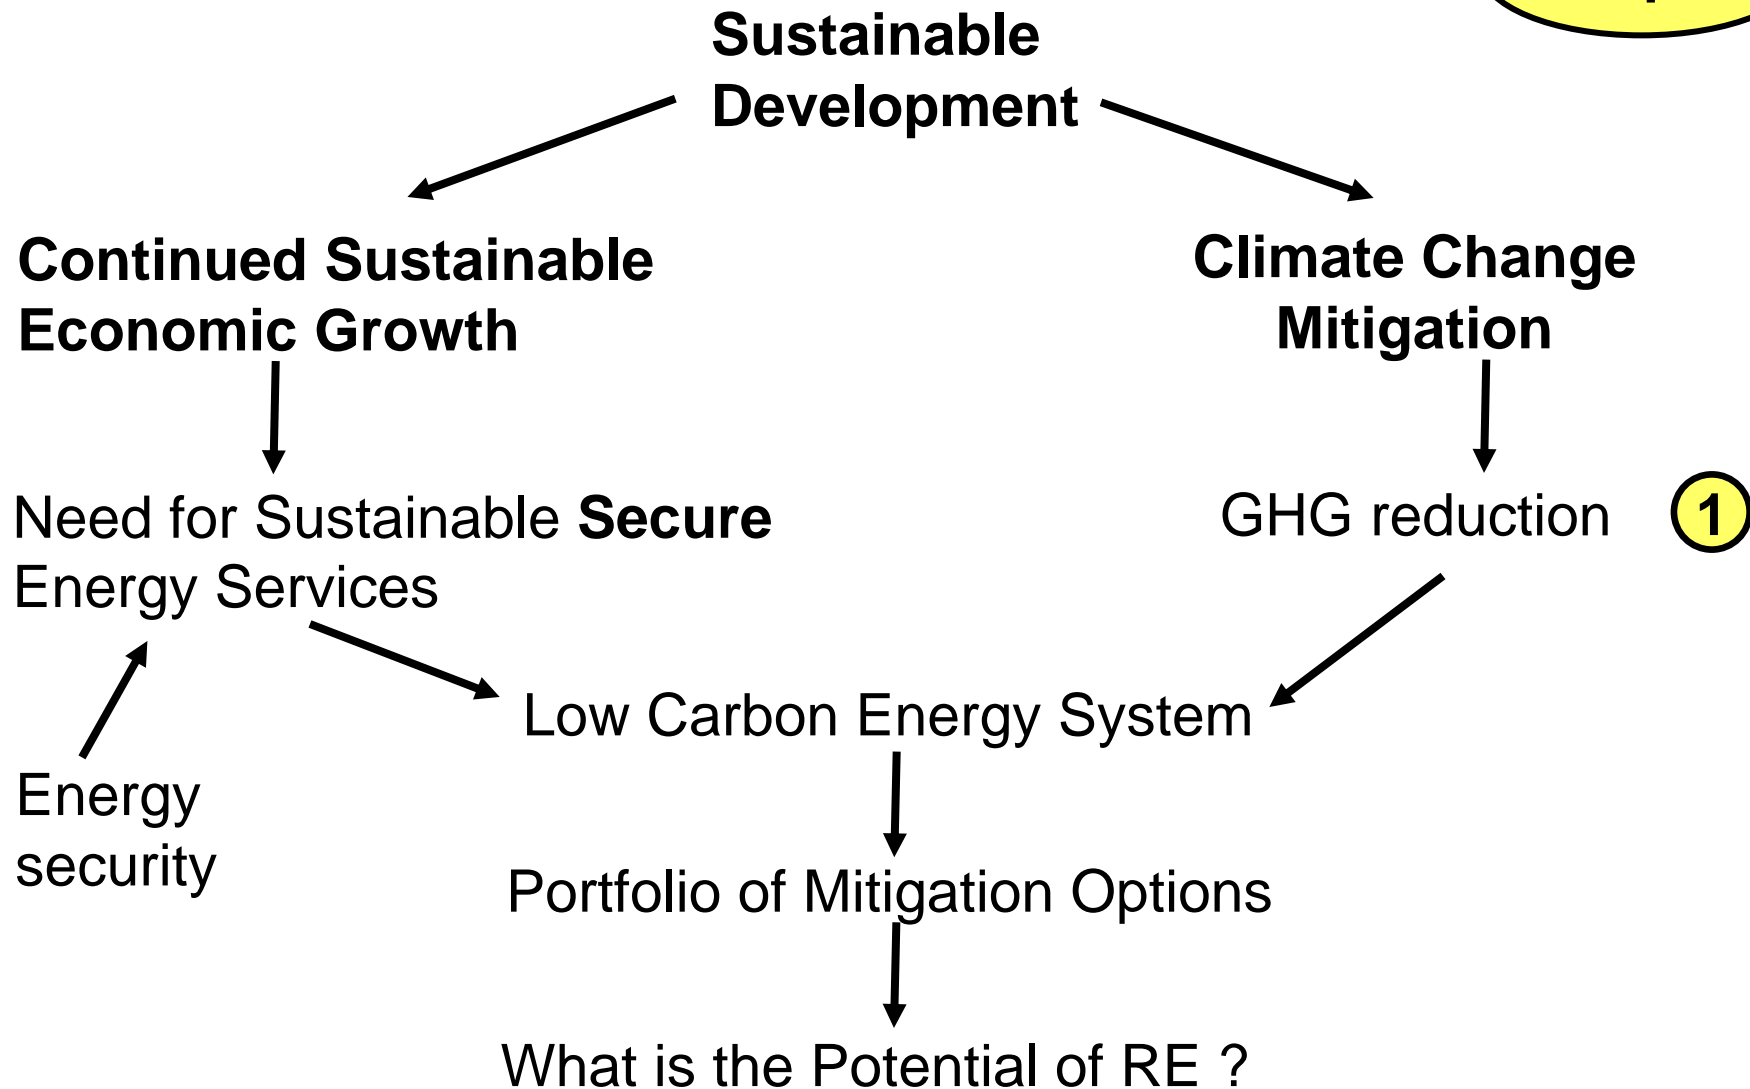 Sustainable
Development
Continued Sustainable
Economic Growth
Climate Change
Mitigation
Need for Sustainable Secure
Energy Services
GHG reduction
1
Low Carbon Energy System
Energy
security
Portfolio of Mitigation Options
What is the Potential of RE ?